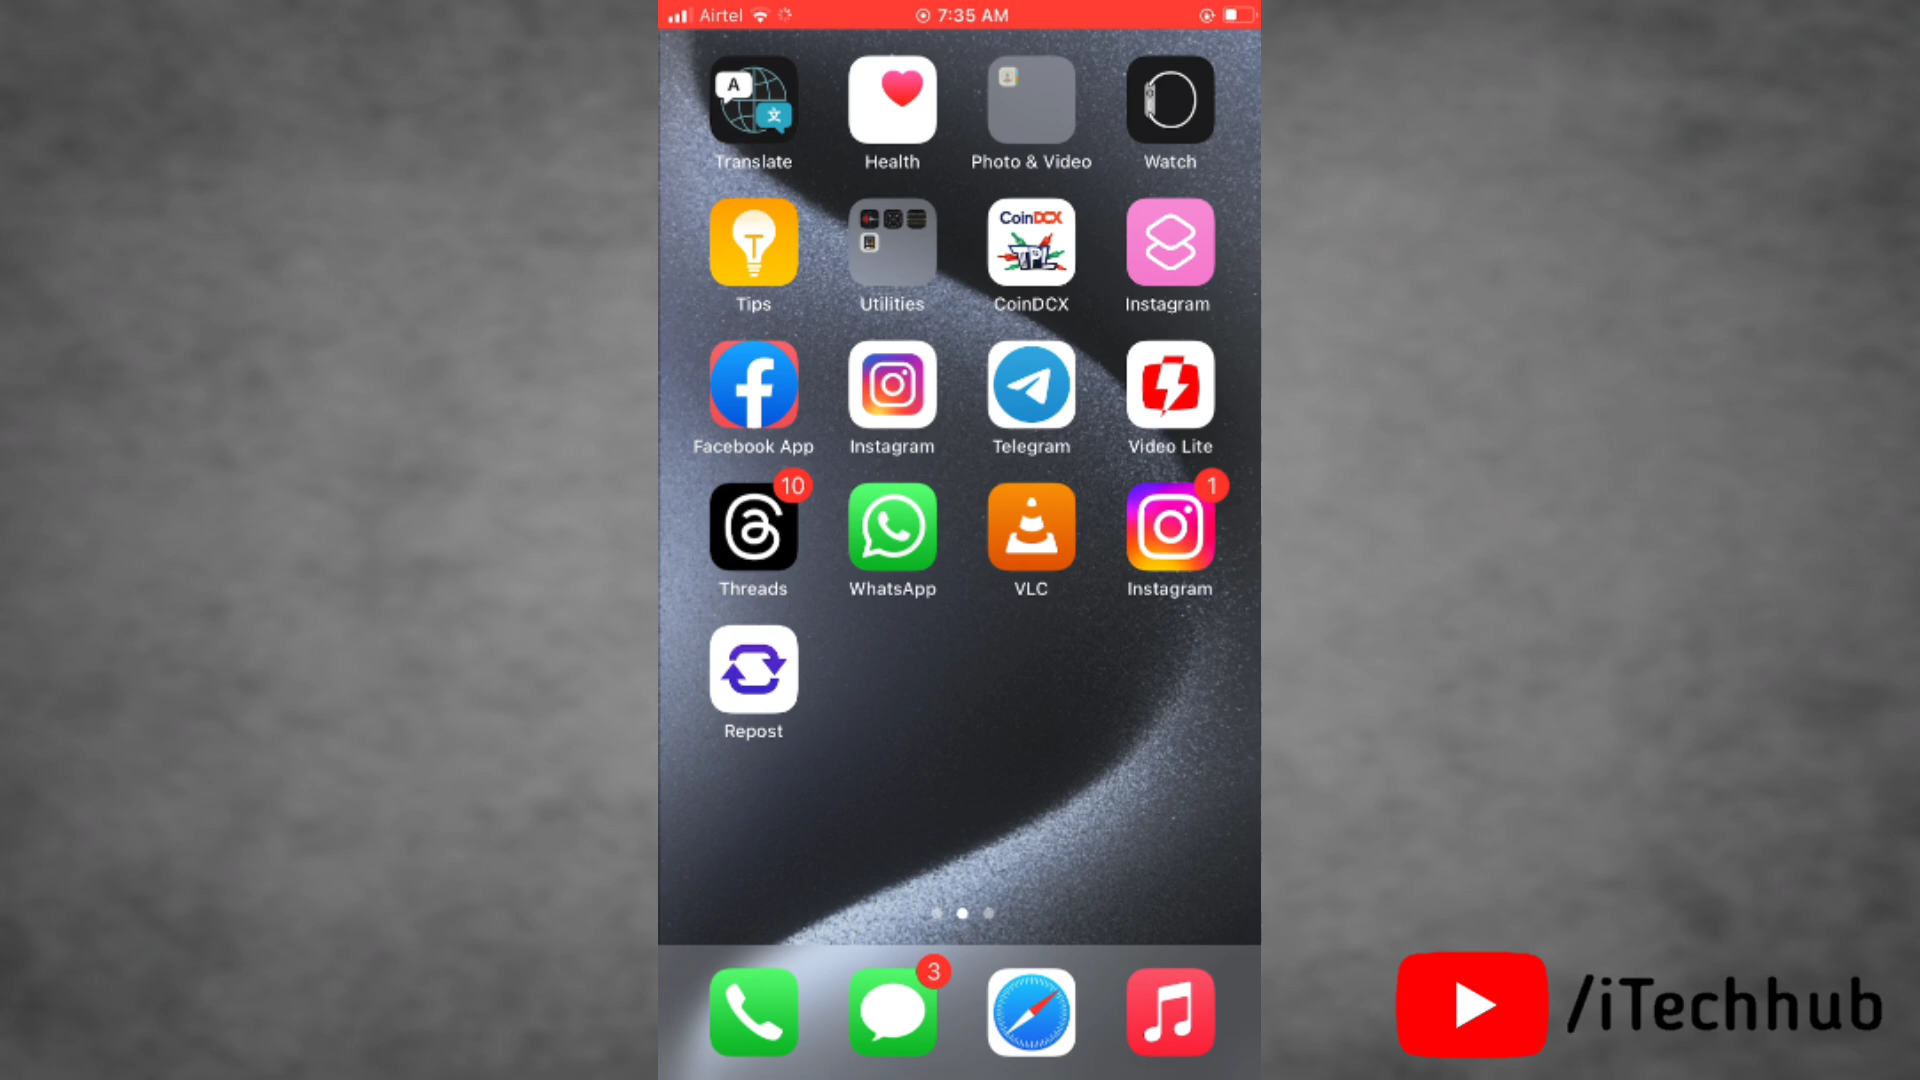 Airtel 7:35 AM
A 文
Translate Health Photo & Video Watch
CoinDCX
TPL
Tips Utilities CoinDCX Instagram
Facebook App Instagram Telegram Video Lite
10 1
Threads WhatsApp VLC Instagram
Repost
3
/iTechhub